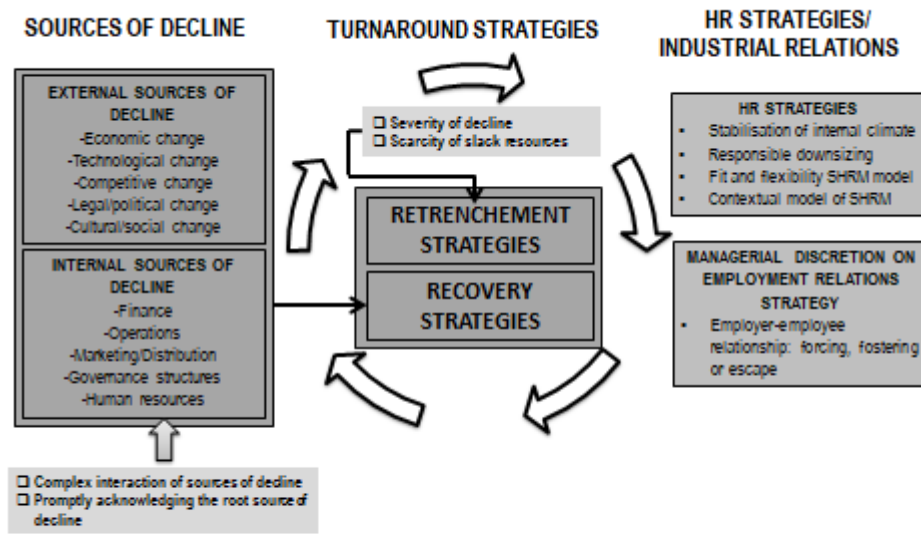 SOURCES OF DECLINE
EXTERNAL SOURCES OF
DECLINE
-Economic change
-Technological change
-Competitive change
-Legal/political change
-Cultural/social change
INTERNAL SOURCES OF
DECLINE
-Finance
-Operations
-Marketing/Distribution
-Governance structures
-Human resources
❑ Complex interaction of sources of decline
❑ Promptly acknowledging the root source of
decline
TURNAROUND STRATEGIES
❑ Severity of decline
❑ Scarcity of slack resources
RETRENCHEMENT
STRATEGIES
RECOVERY
STRATEGIES
HR STRATEGIES/
INDUSTRIAL RELATIONS
HR STRATEGIES
▪ Stabilisation of internal climate
▪ Responsible downsizing
▪ Fit and flexibility SHRM model
▪ Contextual model of SHRM
MANAGERIAL DISCRETION ON
EMPLOYMENT RELATIONS
STRATEGY
▪ Employer-employee
relationship: forcing, fostering
or escape